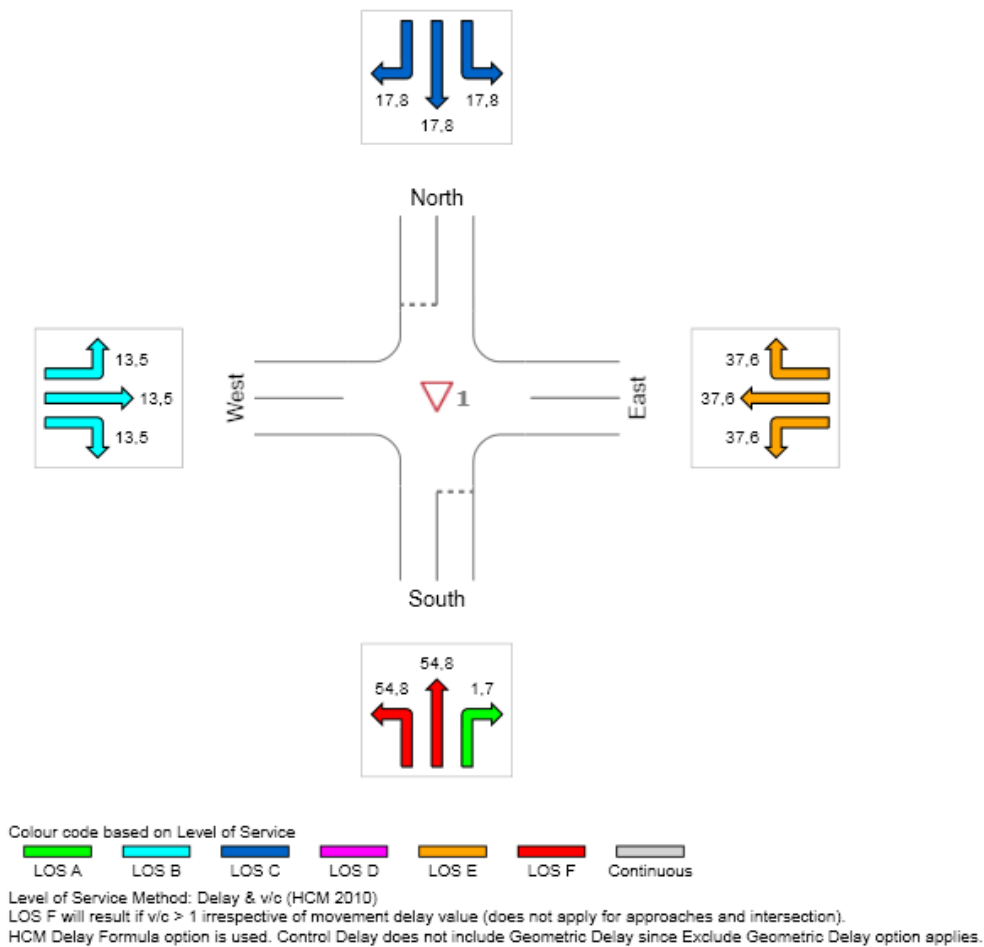 17,8 17,8
17,8
North
13,5
13,5
13,5
West
1
East
37,6
37,6
37,6
South
54,8
54,8 1,7
Colour code based on Level of Service
LOS A LOS B LOS C LOS D LOS E LOS F Continuous
Level of Service Method: Delay & v/c (HCM 2010)
LOS F will result if v/c > 1 irrespective of movement delay value (does not apply for approaches and intersection).
HCM Delay Formula option is used. Control Delay does not include Geometric Delay since Exclude Geometric Delay option applies.